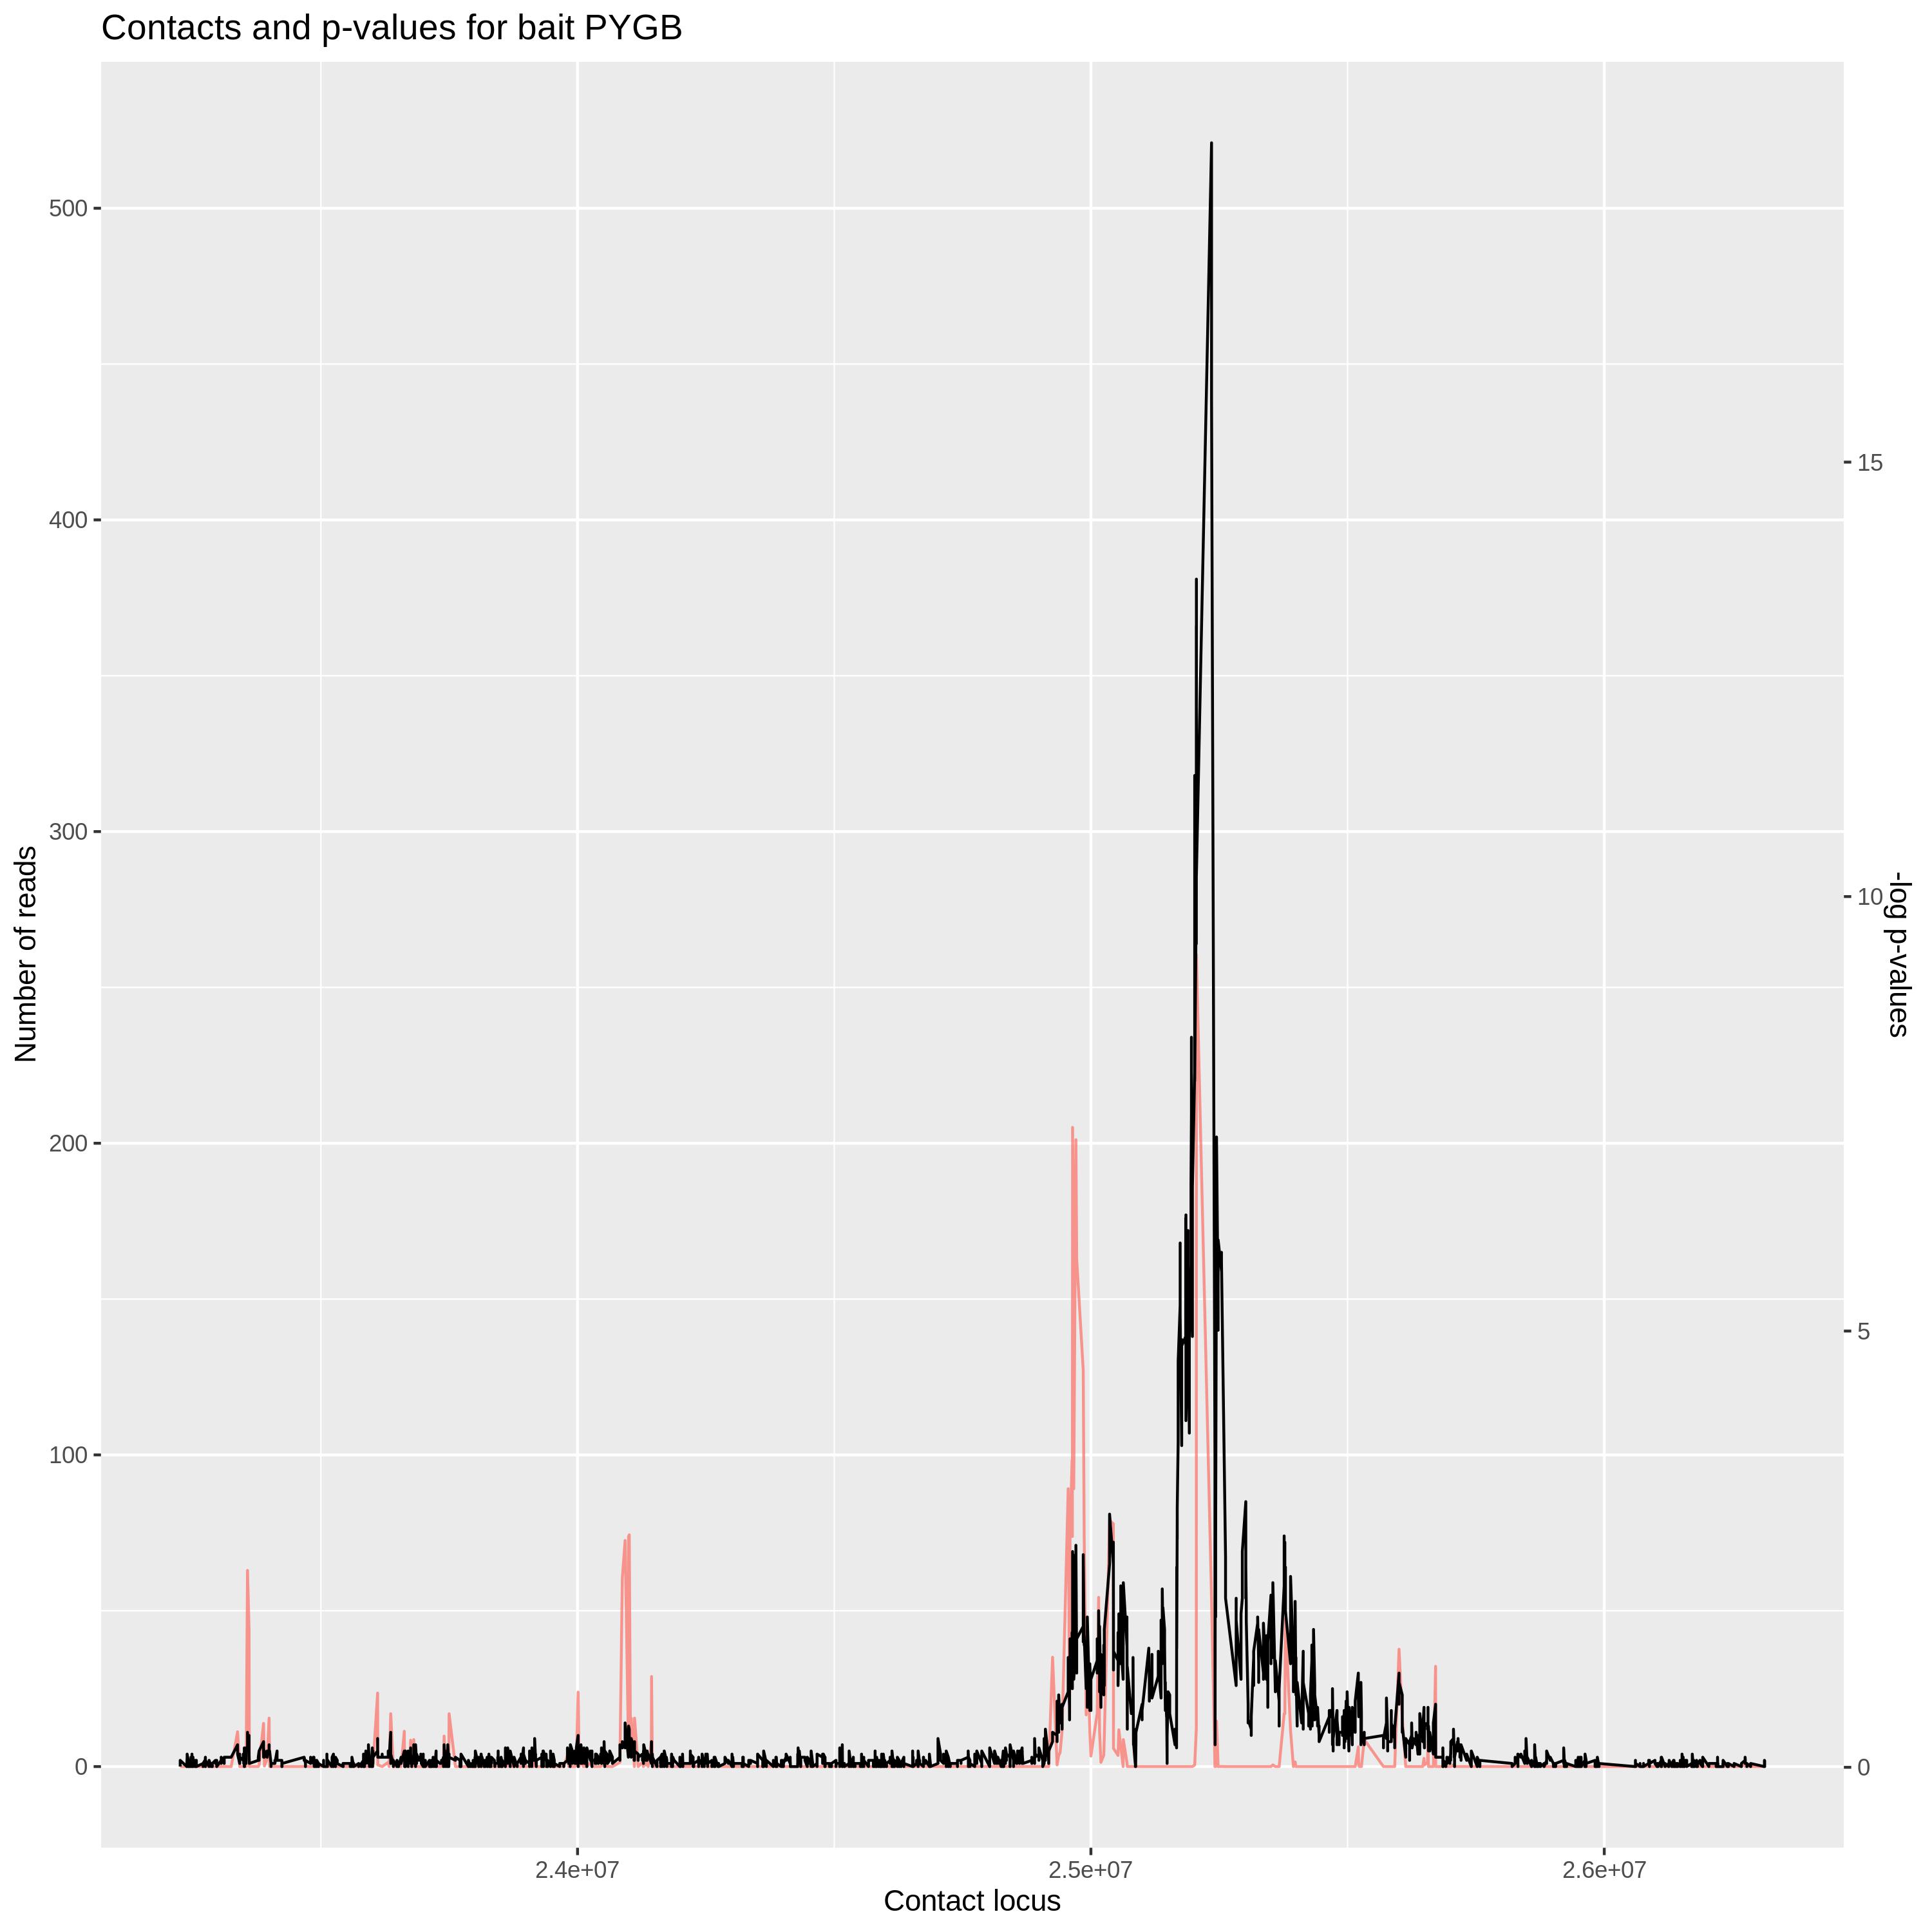 Contacts and p-values for bait PYGB
Number of reads
500
400
300
200
100
0
15
10
5
0
-log p-values
2.4e+07
2.5e+07
2.6e+07
Contact locus